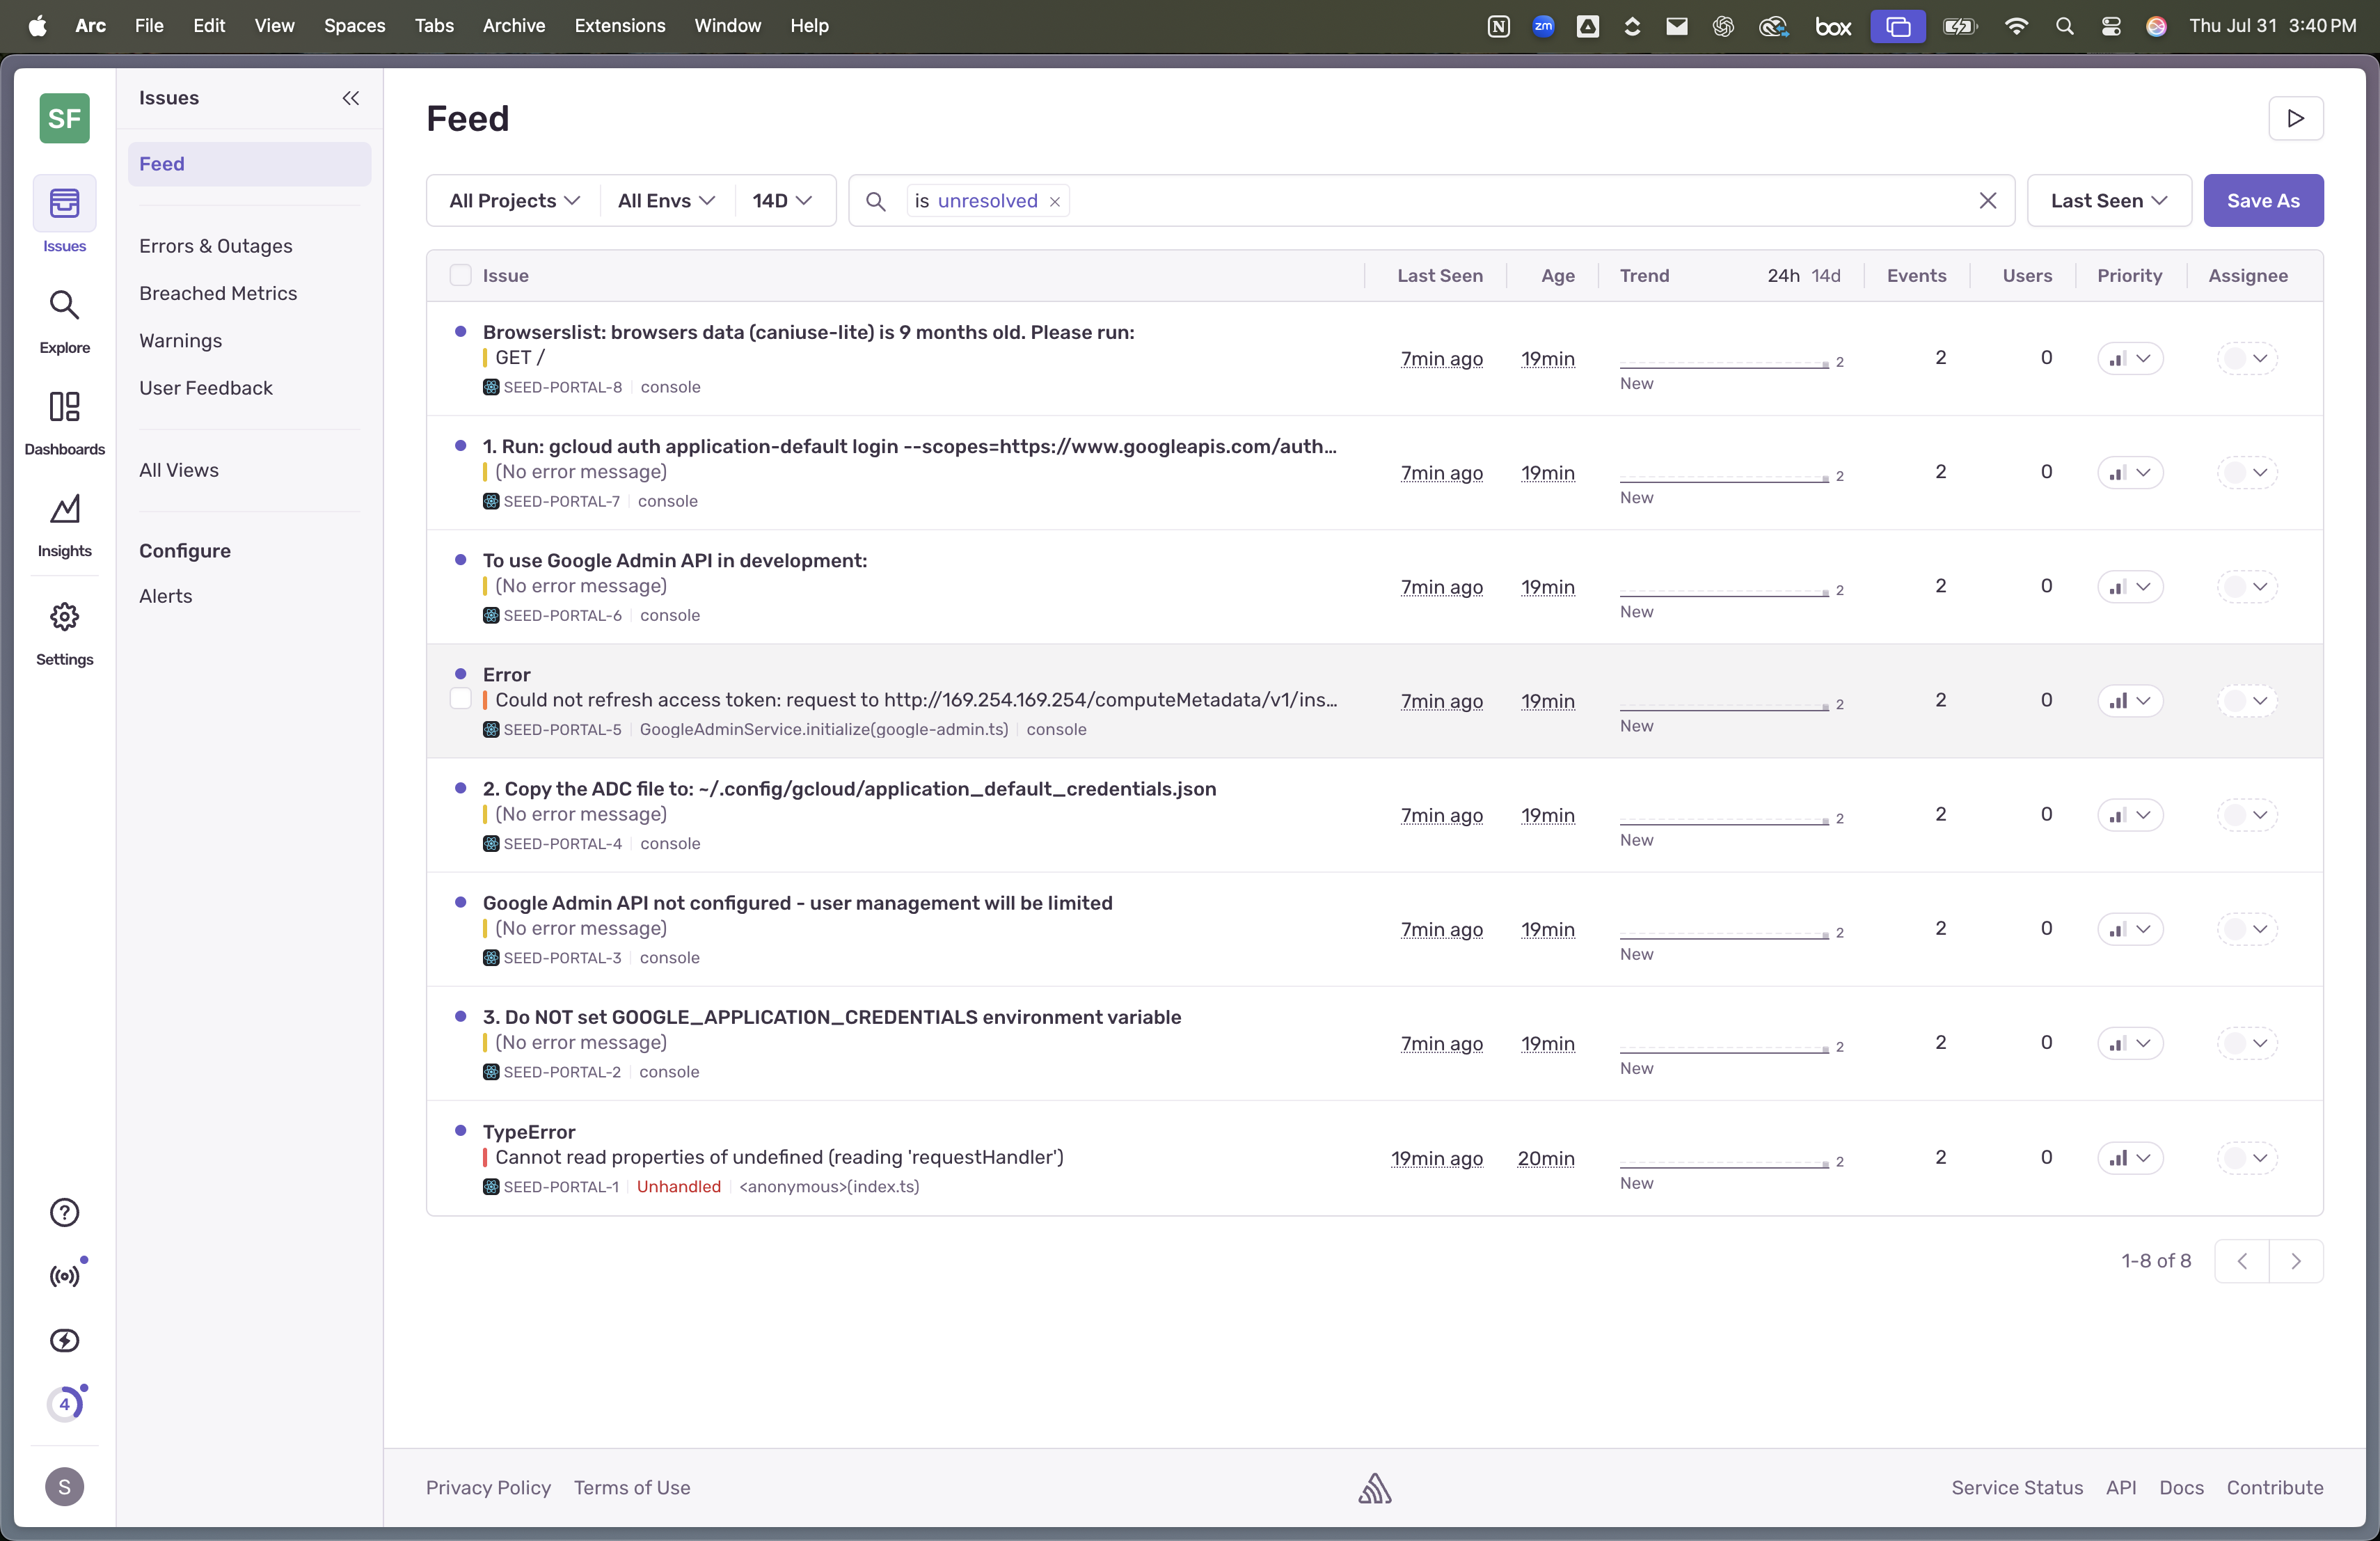 Arc File Edit View Spaces Tabs Archive Extensions Window Help zm box Thu Jul 31 3:40 PM
SF
Issues
Explore
Dashboards
Insights
Settings
4
S
Issues
Feed
Errors & Outages
Breached Metrics
Warnings
User Feedback
All Views
Configure
Alerts
Feed
All Projects All Envs 14D is unresolved Last Seen Save As
Issue Last Seen Age Trend 24h 14d Events Users Priority Assignee
Browserslist: browsers data (caniuse-lite) is 9 months old. Please run:
GET / 7min ago 19min 2 2 0
SEED-PORTAL-8 console New
1. Run: gcloud auth application-default login --scopes=https://www.googleapis.com/auth...
(No error message) 7min ago 19min 2 2 0
SEED-PORTAL-7 console New
To use Google Admin API in development:
(No error message) 7min ago 19min 2 2 0
SEED-PORTAL-6 console New
Error
Could not refresh access token: request to http://169.254.169.254/computeMetadata/v1/ins... 7min ago 19min 2 2 0
SEED-PORTAL-5 GoogleAdminService.initialize(google-admin.ts) console New
2. Copy the ADC file to: ~/.config/gcloud/application_default_credentials.json
(No error message) 7min ago 19min 2 2 0
SEED-PORTAL-4 console New
Google Admin API not configured - user management will be limited
(No error message) 7min ago 19min 2 2 0
SEED-PORTAL-3 console New
3. Do NOT set GOOGLE_APPLICATION_CREDENTIALS environment variable
(No error message) 7min ago 19min 2 2 0
SEED-PORTAL-2 console New
TypeError
Cannot read properties of undefined (reading 'requestHandler') 19min ago 20min 2 2 0
SEED-PORTAL-1 Unhandled <anonymous>(index.ts) New
1-8 of 8
Privacy Policy Terms of Use Service Status API Docs Contribute